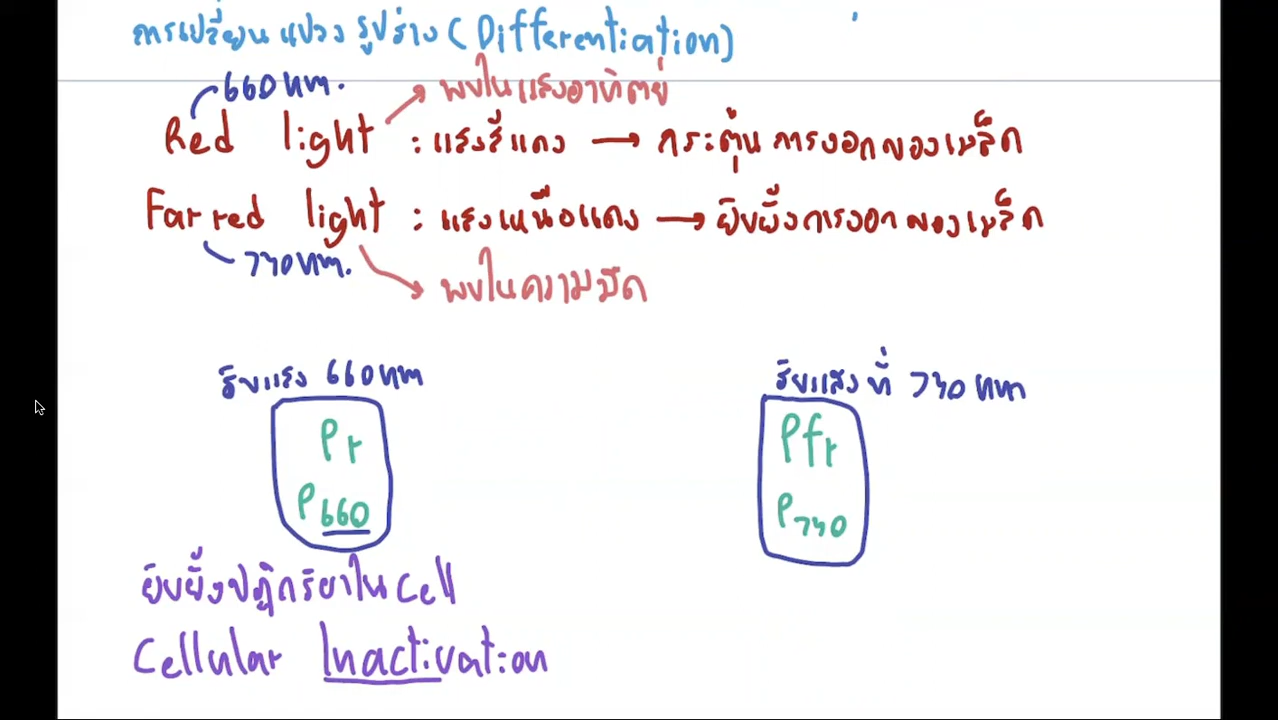 การเปลี่ยนแปลงรูปร่าง (Differentiation)
660 nm.
พบในแสงอาทิตย์
Red light : แสงสีแดง → กระตุ้นการงอกของเมล็ด
Far red light : แสงเหนือแดง → ยับยั้งการงอกของเมล็ด
730 nm.
พบในความมืด
รับแสง 660 nm
รับแสงที่ 730 nm
Pr
Pfr
P660
P730
ยับยั้งปฏิกริยาใน Cell
Cellular Inactivation